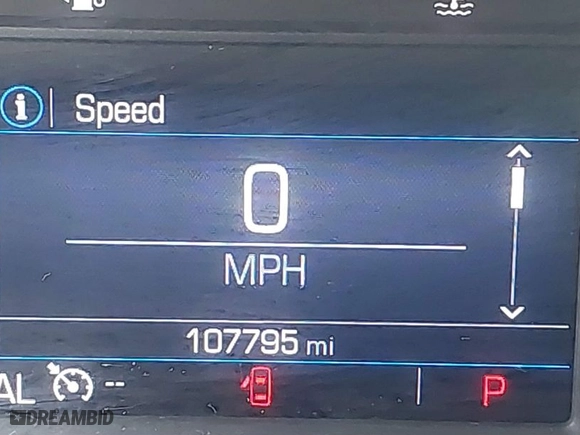 Speed
0
MPH
107795 mi
AL --
P
DREAMBID